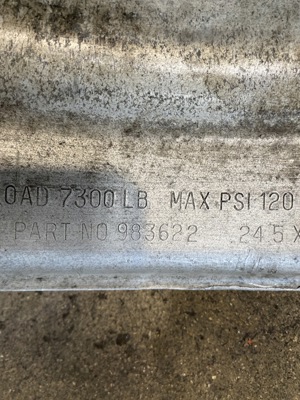 OAD 7300 LB MAX PSI 120
PART NO 983622 24.5 X